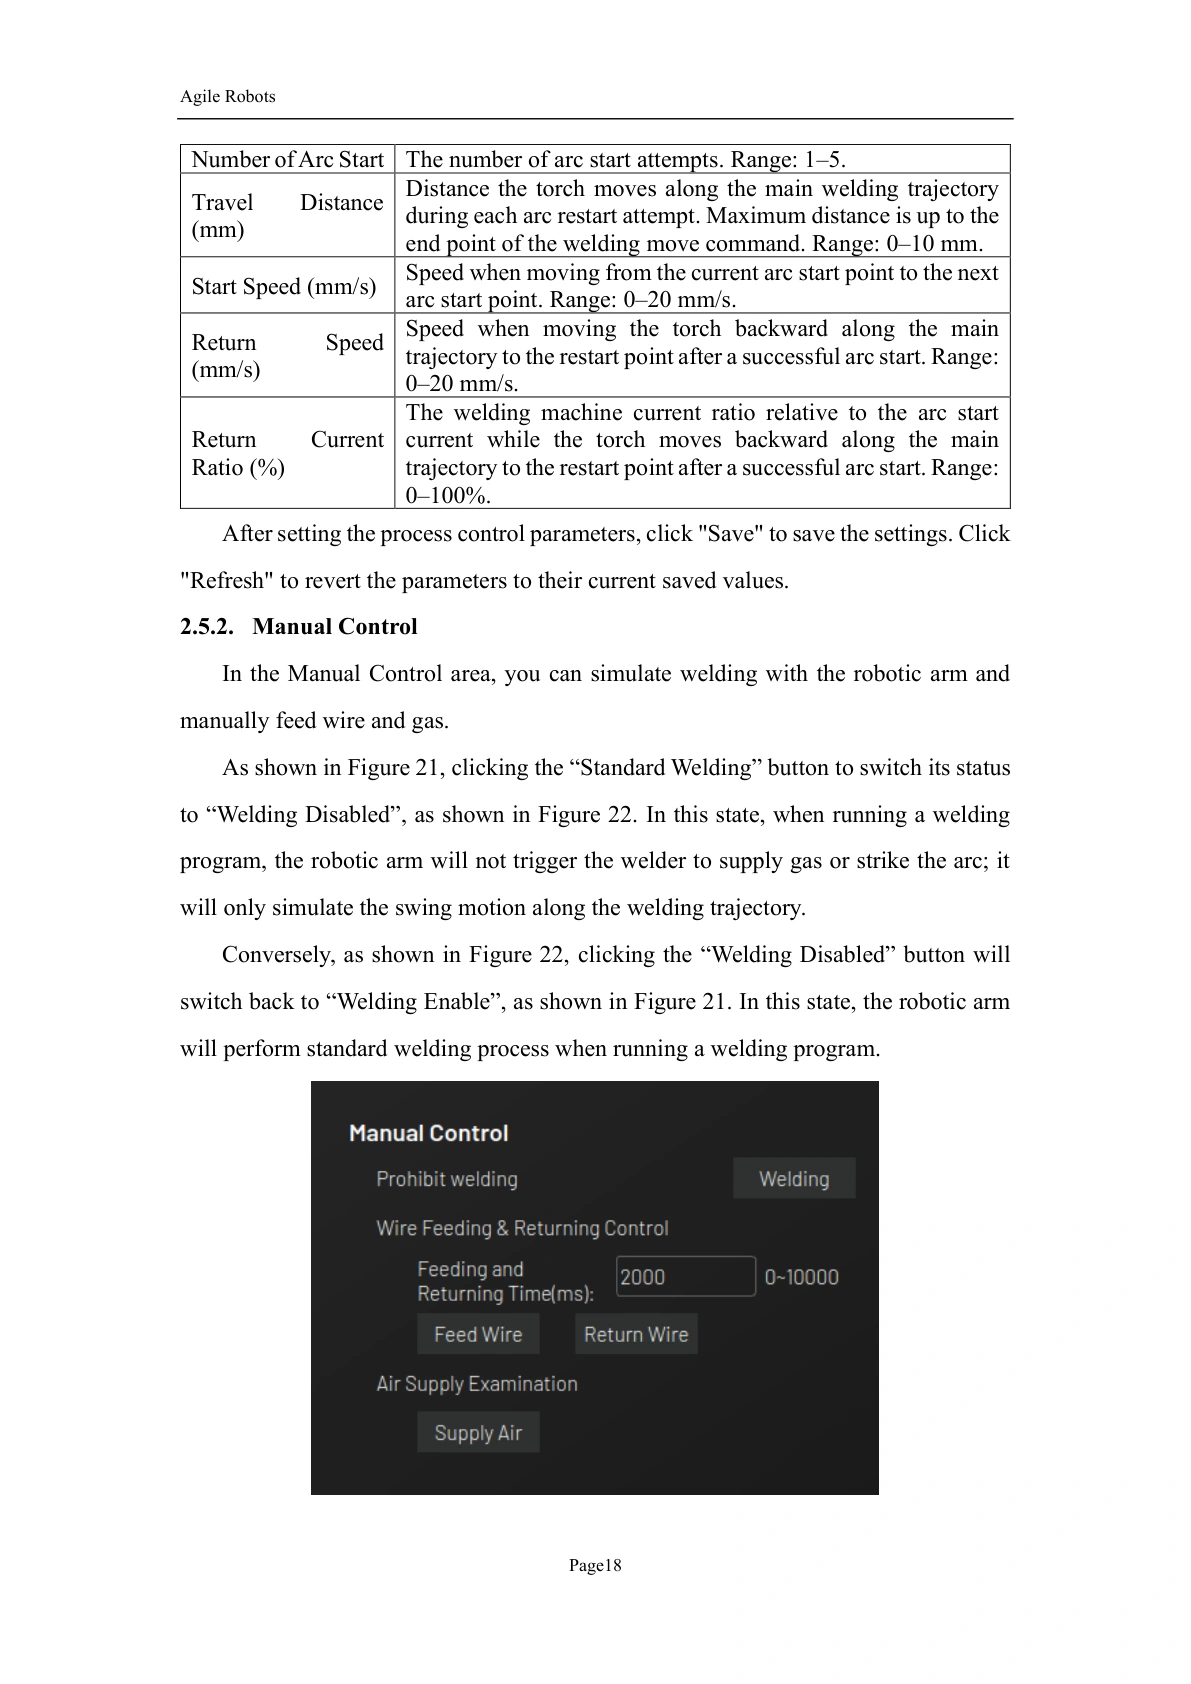 Agile Robots
Number of Arc Start
The number of arc start attempts. Range: 1–5.
Travel Distance
(mm)
Distance the torch moves along the main welding trajectory
during each arc restart attempt. Maximum distance is up to the
end point of the welding move command. Range: 0–10 mm.
Start Speed (mm/s)
Speed when moving from the current arc start point to the next
arc start point. Range: 0–20 mm/s.
Return Speed
(mm/s)
Speed when moving the torch backward along the main
trajectory to the restart point after a successful arc start. Range:
0–20 mm/s.
Return Current
Ratio (%)
The welding machine current ratio relative to the arc start
current while the torch moves backward along the main
trajectory to the restart point after a successful arc start. Range:
0–100%.
After setting the process control parameters, click "Save" to save the settings. Click
"Refresh" to revert the parameters to their current saved values.
2.5.2. Manual Control
In the Manual Control area, you can simulate welding with the robotic arm and
manually feed wire and gas.
As shown in Figure 21, clicking the “Standard Welding” button to switch its status
to “Welding Disabled”, as shown in Figure 22. In this state, when running a welding
program, the robotic arm will not trigger the welder to supply gas or strike the arc; it
will only simulate the swing motion along the welding trajectory.
Conversely, as shown in Figure 22, clicking the “Welding Disabled” button will
switch back to “Welding Enable”, as shown in Figure 21. In this state, the robotic arm
will perform standard welding process when running a welding program.
Manual Control
Prohibit welding Welding
Wire Feeding & Returning Control
Feeding and
Returning Time(ms): 2000 0~10000
Feed Wire Return Wire
Air Supply Examination
Supply Air
Page18